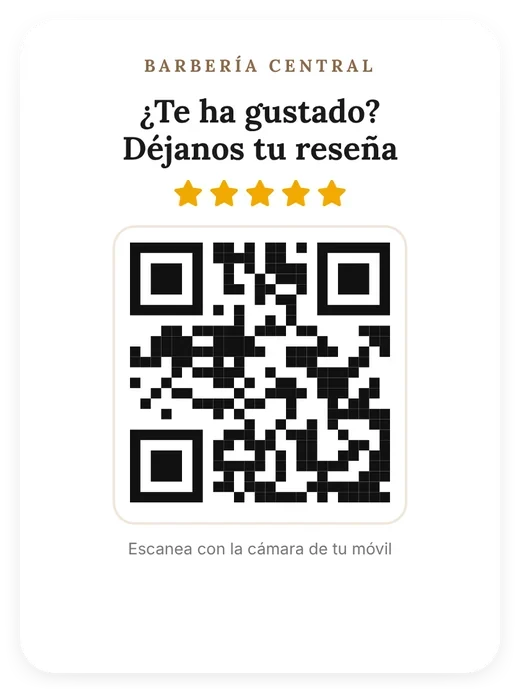 BARBERÍA CENTRAL
¿Te ha gustado?
Déjanos tu reseña
Escanea con la cámara de tu móvil